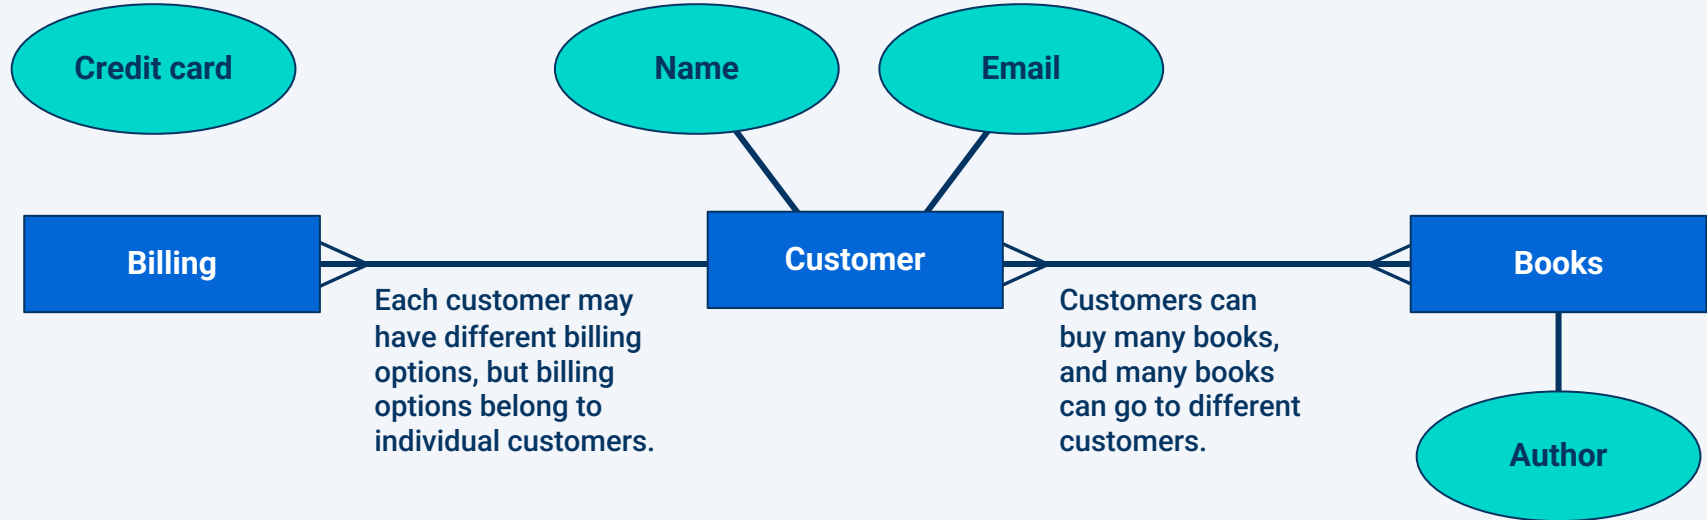 Credit card
Name
Email
Billing
Customer
Books
Each customer may
have different billing
options, but billing
options belong to
individual customers.
Customers can
buy many books,
and many books
can go to different
customers.
Author